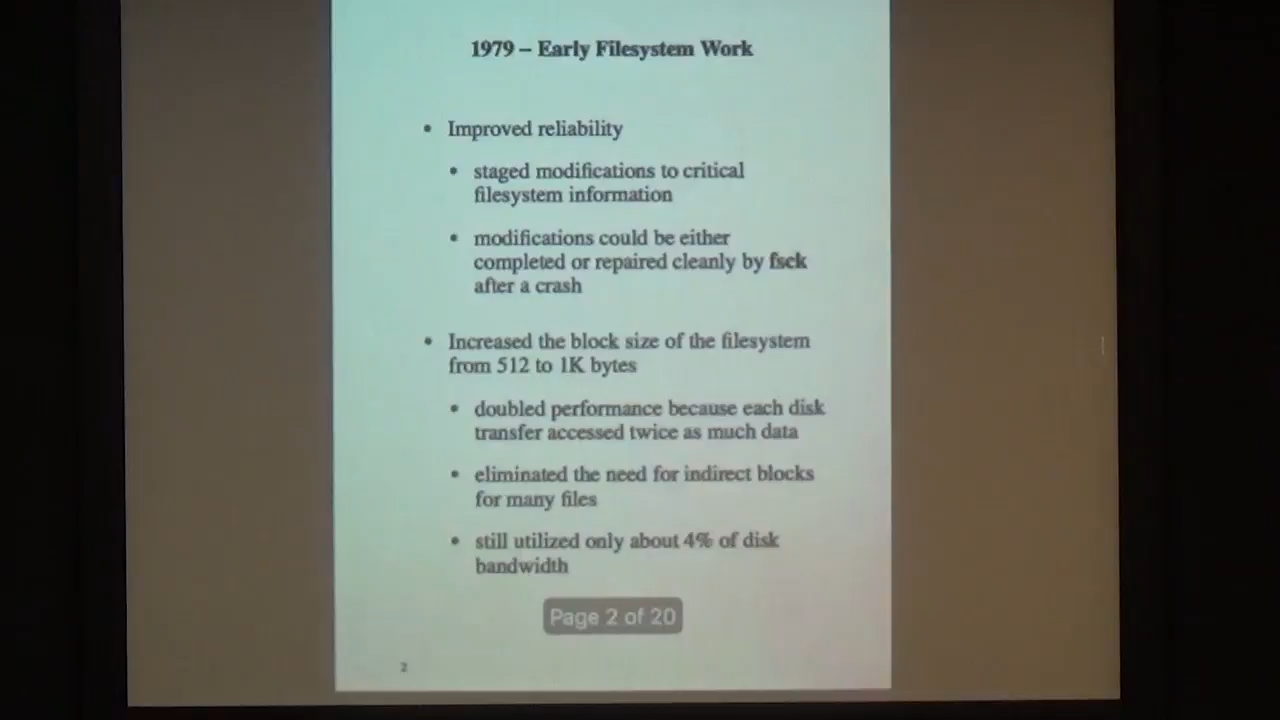 1979 – Early Filesystem Work
• Improved reliability
• staged modifications to critical
filesystem information
• modifications could be either
completed or repaired cleanly by fsck
after a crash
• Increased the block size of the filesystem
from 512 to 1K bytes
• doubled performance because each disk
transfer accessed twice as much data
• eliminated the need for indirect blocks
for many files
• still utilized only about 4% of disk
bandwidth
Page 2 of 20
2